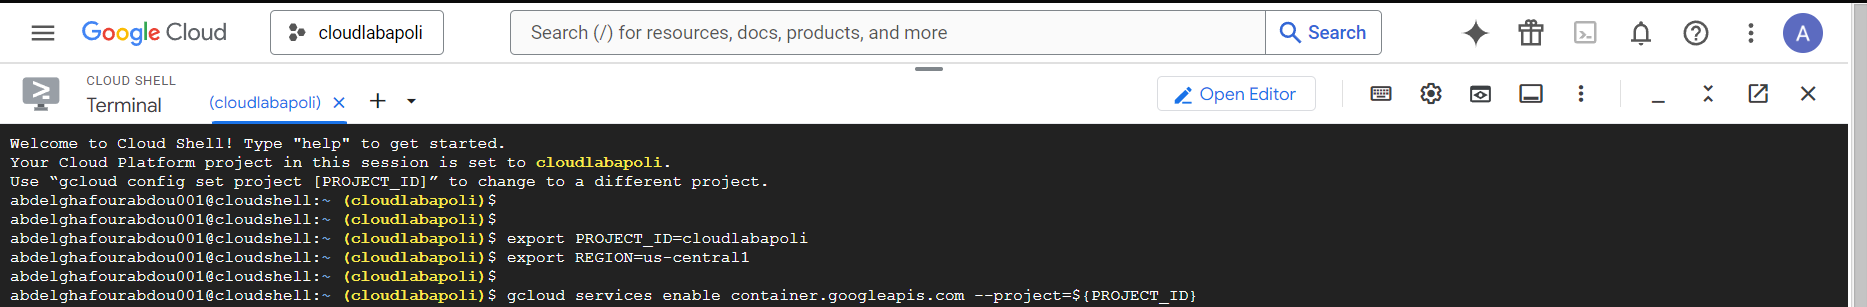 Google Cloud
cloudlabapoli
Search (/) for resources, docs, products, and more
Search
A
CLOUD SHELL
Terminal
(cloudlabapoli)
Open Editor
Welcome to Cloud Shell! Type "help" to get started.
Your Cloud Platform project in this session is set to cloudlabapoli.
Use “gcloud config set project [PROJECT_ID]” to change to a different project.
abdelghafourabdou001@cloudshell:~ (cloudlabapoli)$
abdelghafourabdou001@cloudshell:~ (cloudlabapoli)$
abdelghafourabdou001@cloudshell:~ (cloudlabapoli)$ export PROJECT_ID=cloudlabapoli
abdelghafourabdou001@cloudshell:~ (cloudlabapoli)$ export REGION=us-central1
abdelghafourabdou001@cloudshell:~ (cloudlabapoli)$
abdelghafourabdou001@cloudshell:~ (cloudlabapoli)$ gcloud services enable container.googleapis.com --project=${PROJECT_ID}